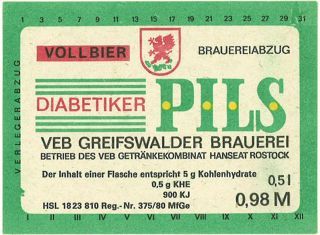 1 3 5 7 9 11 13 15 17 19 21 23 25 27 29 31
VERLEGERABZUG
VOLLBIER
BRAUEREIABZUG
DIABETIKER
PILS
VEB GREIFSWALDER BRAUEREI
BETRIEB DES VEB GETRÄNKEKOMBINAT HANSEAT ROSTOCK
Der Inhalt einer Flasche entspricht 5 g Kohlenhydrate
0,5 g KHE
900 KJ
0,5 l
HSL 18 23 810 Reg.-Nr. 375/80 MfGe
0,98 M
I II III IV V VI VII VIII IX X XI XII